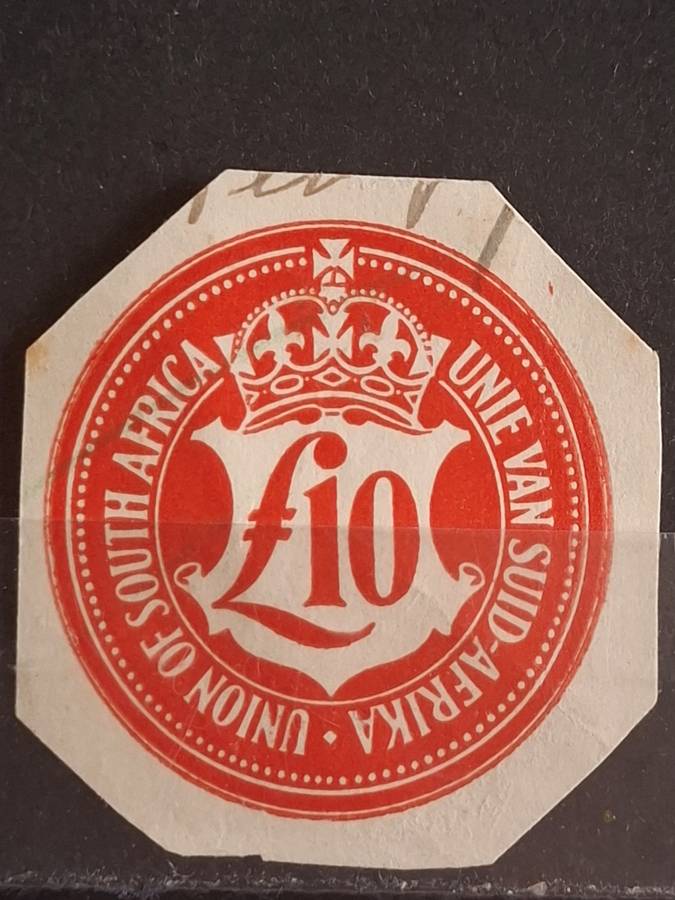 UNION OF SOUTH AFRICA • UNIE VAN SUID-AFRIKA
£10